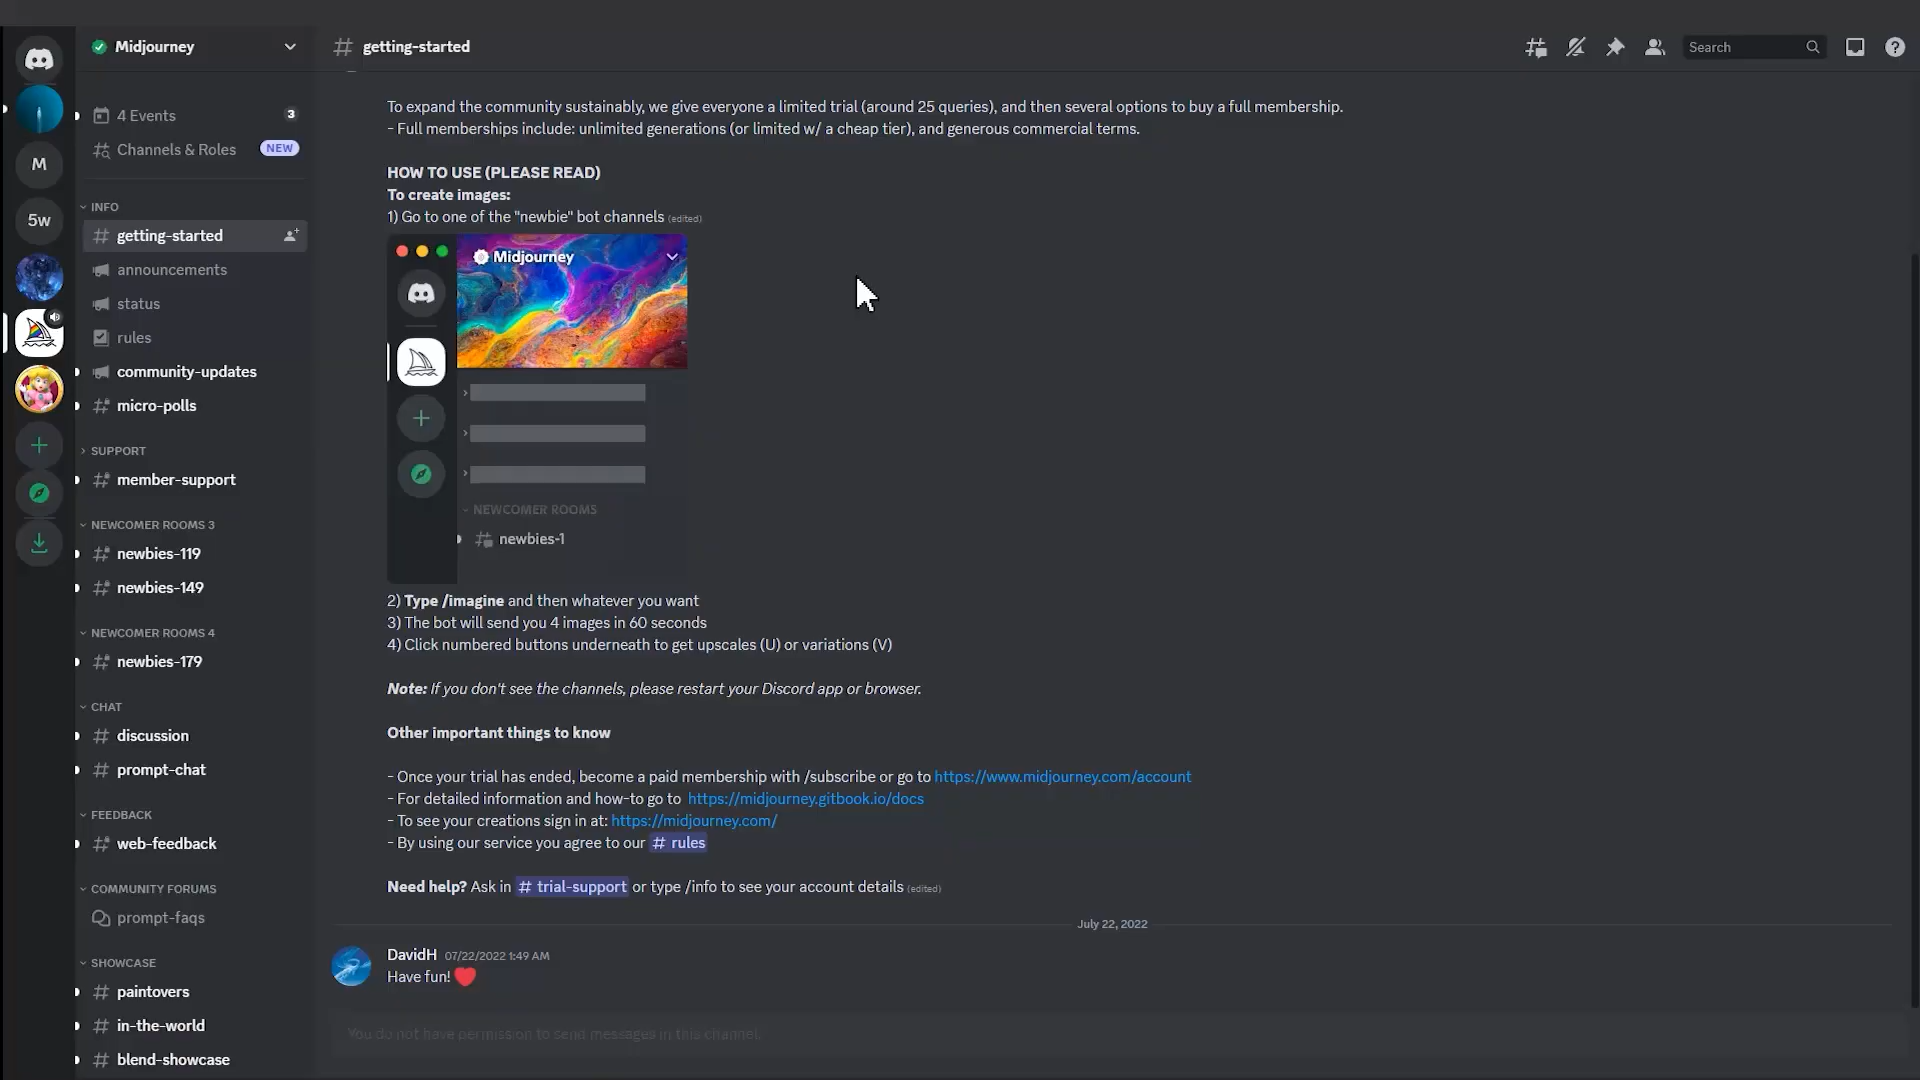 Midjourney
getting-started
Search
M
5w
4 Events
3
Channels & Roles
NEW
INFO
getting-started
announcements
status
rules
community-updates
micro-polls
SUPPORT
member-support
NEWCOMER ROOMS 3
newbies-119
newbies-149
NEWCOMER ROOMS 4
newbies-179
CHAT
discussion
prompt-chat
FEEDBACK
web-feedback
COMMUNITY FORUMS
prompt-faqs
SHOWCASE
paintovers
in-the-world
blend-showcase
To expand the community sustainably, we give everyone a limited trial (around 25 queries), and then several options to buy a full membership.
- Full memberships include: unlimited generations (or limited w/ a cheap tier), and generous commercial terms.
HOW TO USE (PLEASE READ)
To create images:
1) Go to one of the "newbie" bot channels (edited)
Midjourney
NEWCOMER ROOMS
newbies-1
2) Type /imagine and then whatever you want
3) The bot will send you 4 images in 60 seconds
4) Click numbered buttons underneath to get upscales (U) or variations (V)
Note: If you don't see the channels, please restart your Discord app or browser.
Other important things to know
- Once your trial has ended, become a paid membership with /subscribe or go to https://www.midjourney.com/account
- For detailed information and how-to go to https://midjourney.gitbook.io/docs
- To see your creations sign in at: https://midjourney.com/
- By using our service you agree to our # rules
Need help? Ask in # trial-support or type /info to see your account details (edited)
July 22, 2022
DavidH 07/22/2022 1:49 AM
Have fun! ❤️
You do not have permission to send messages in this channel.